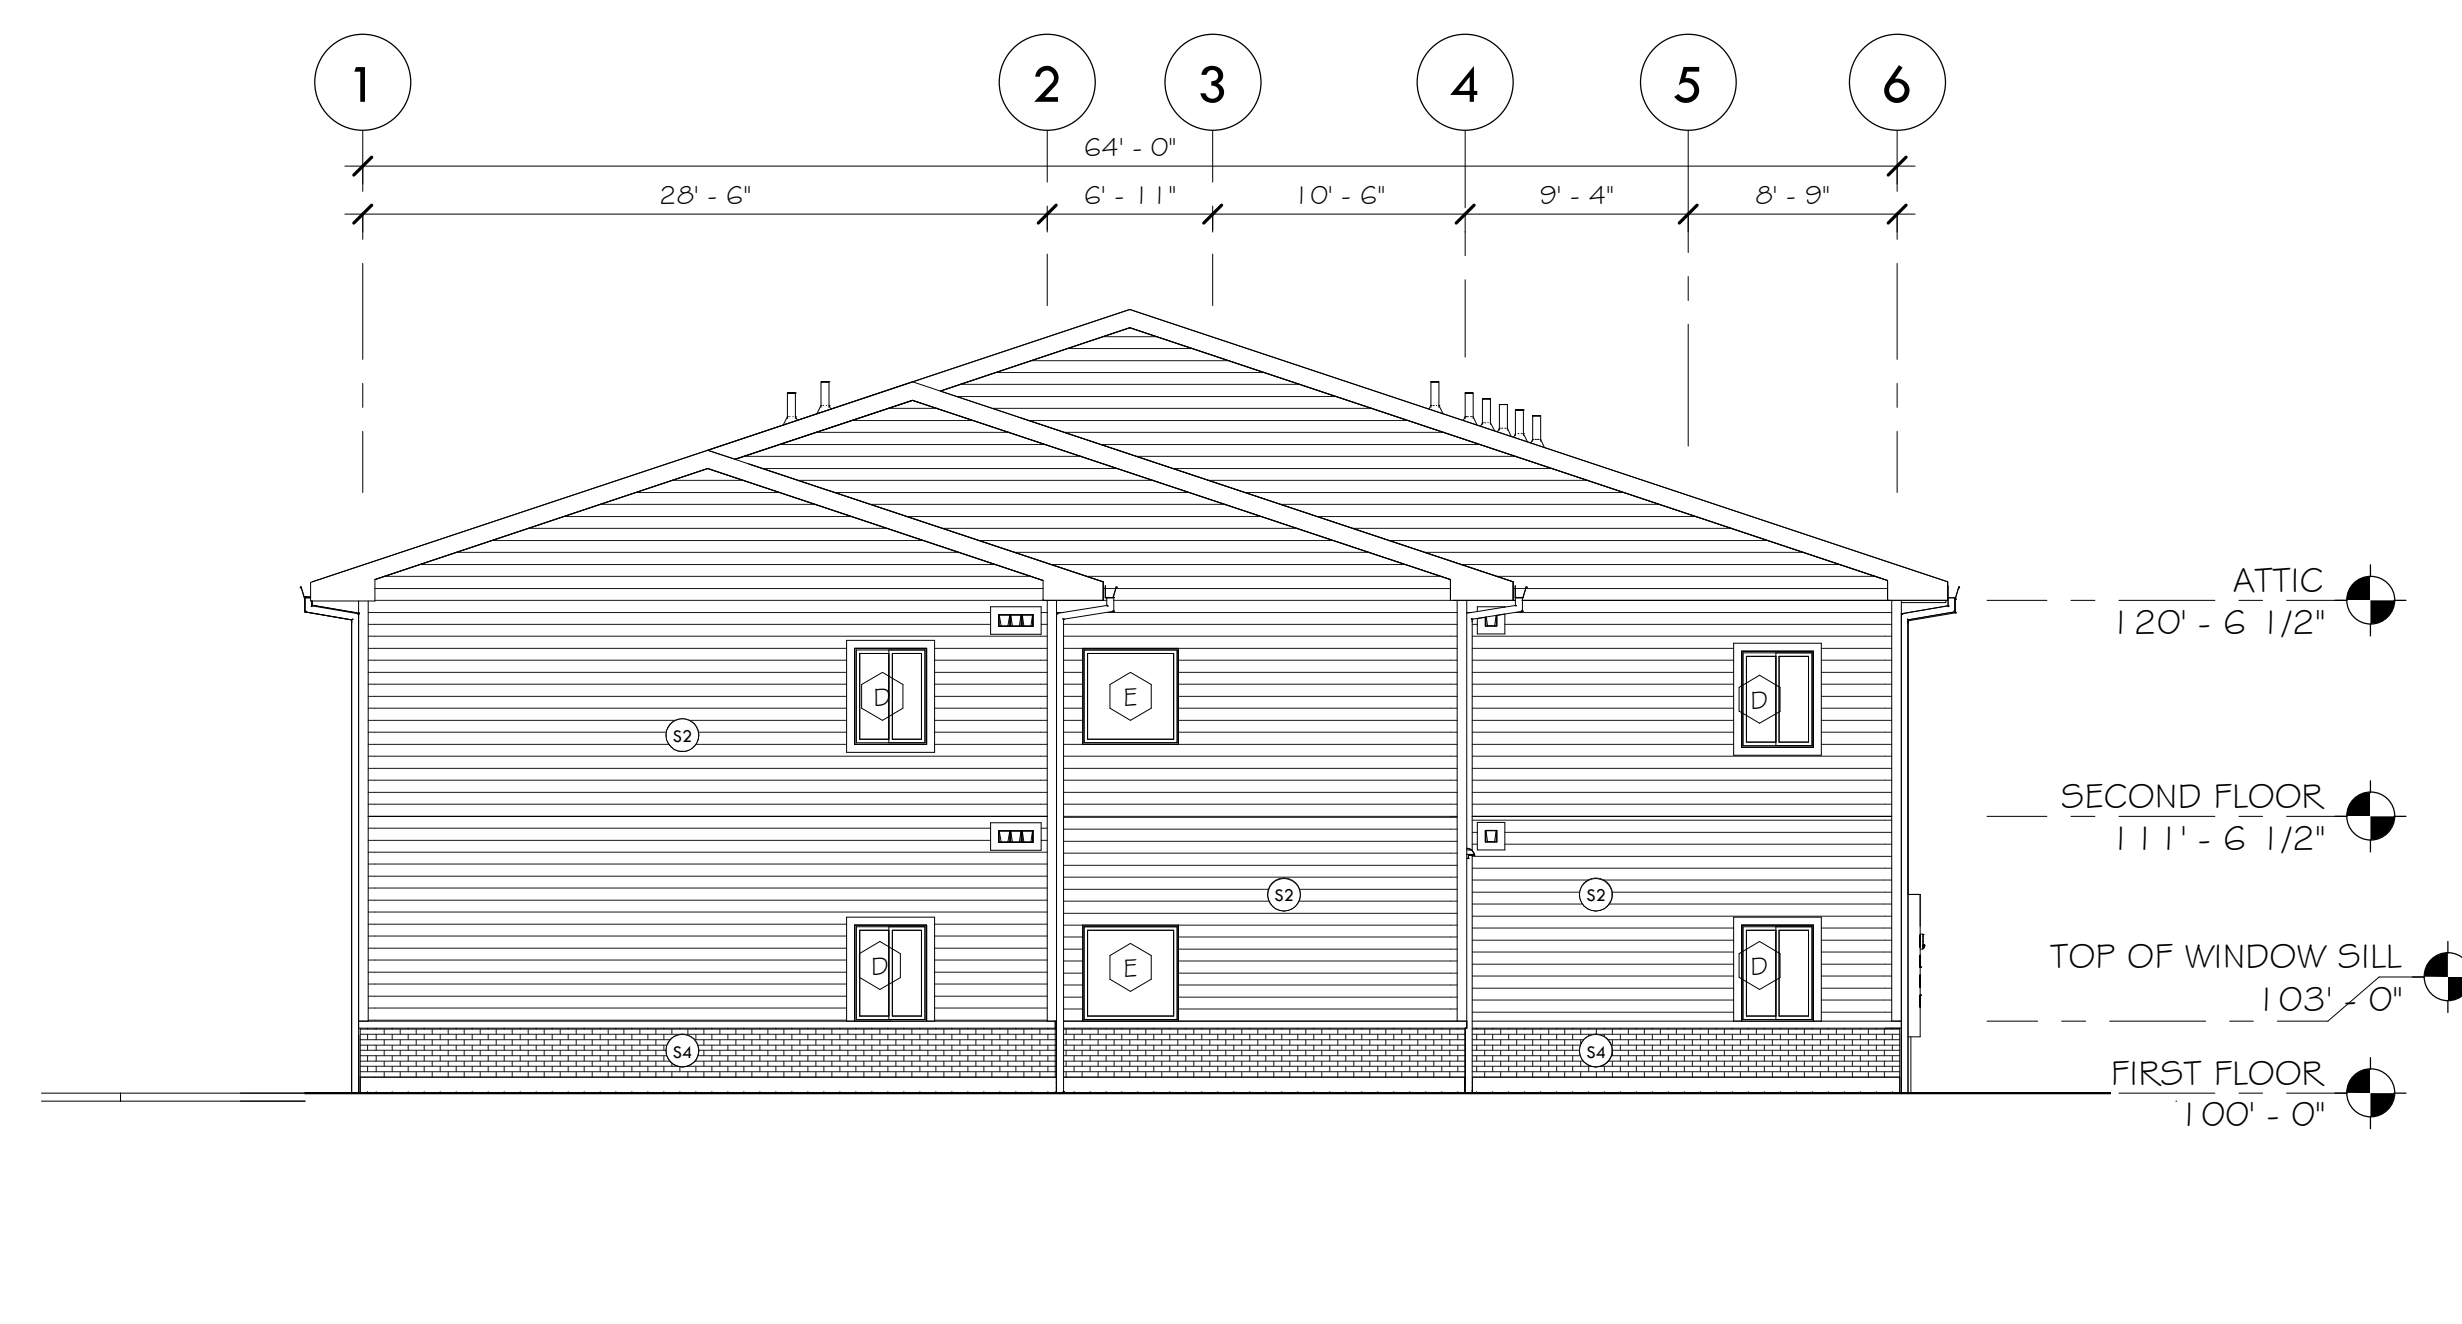 1 2 3 4 5 6
64' - 0"
28' - 6" 6' - 11" 10' - 6" 9' - 4" 8' - 9"
ATTIC
120' - 6 1/2"
D E D
S2
SECOND FLOOR
111' - 6 1/2"
S2 S2
TOP OF WINDOW SILL
103' - 0"
D E D
S4 S4
FIRST FLOOR
100' - 0"